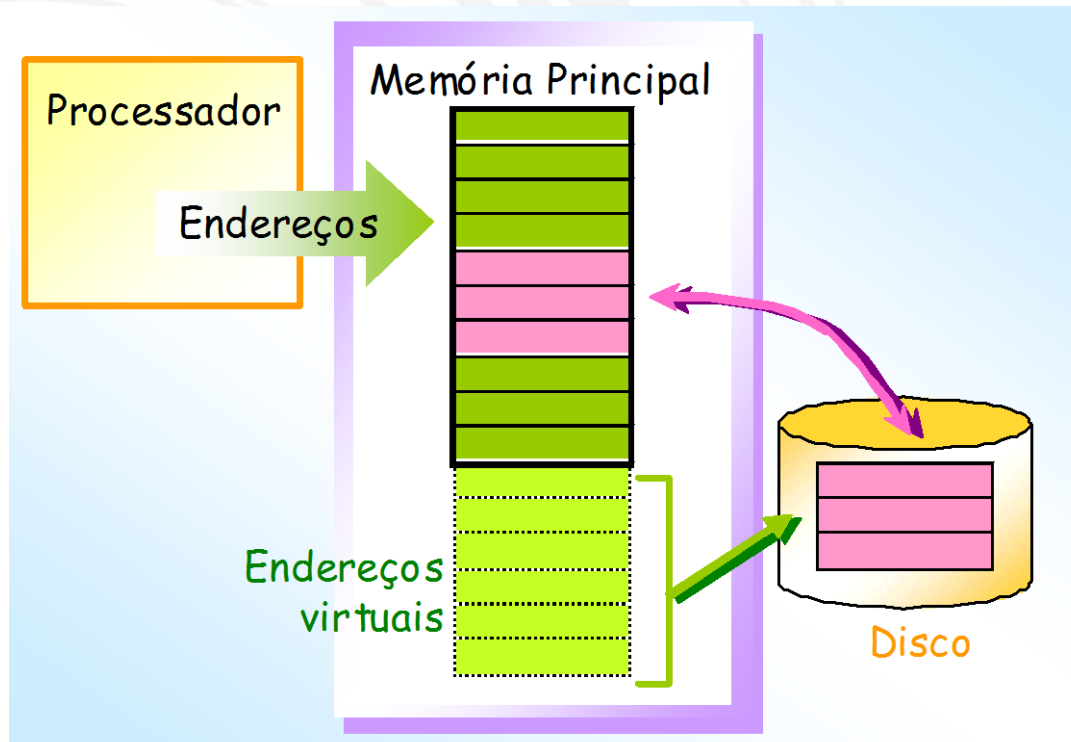 Memória Principal
Processador
Endereços
Endereços
virtuais
Disco